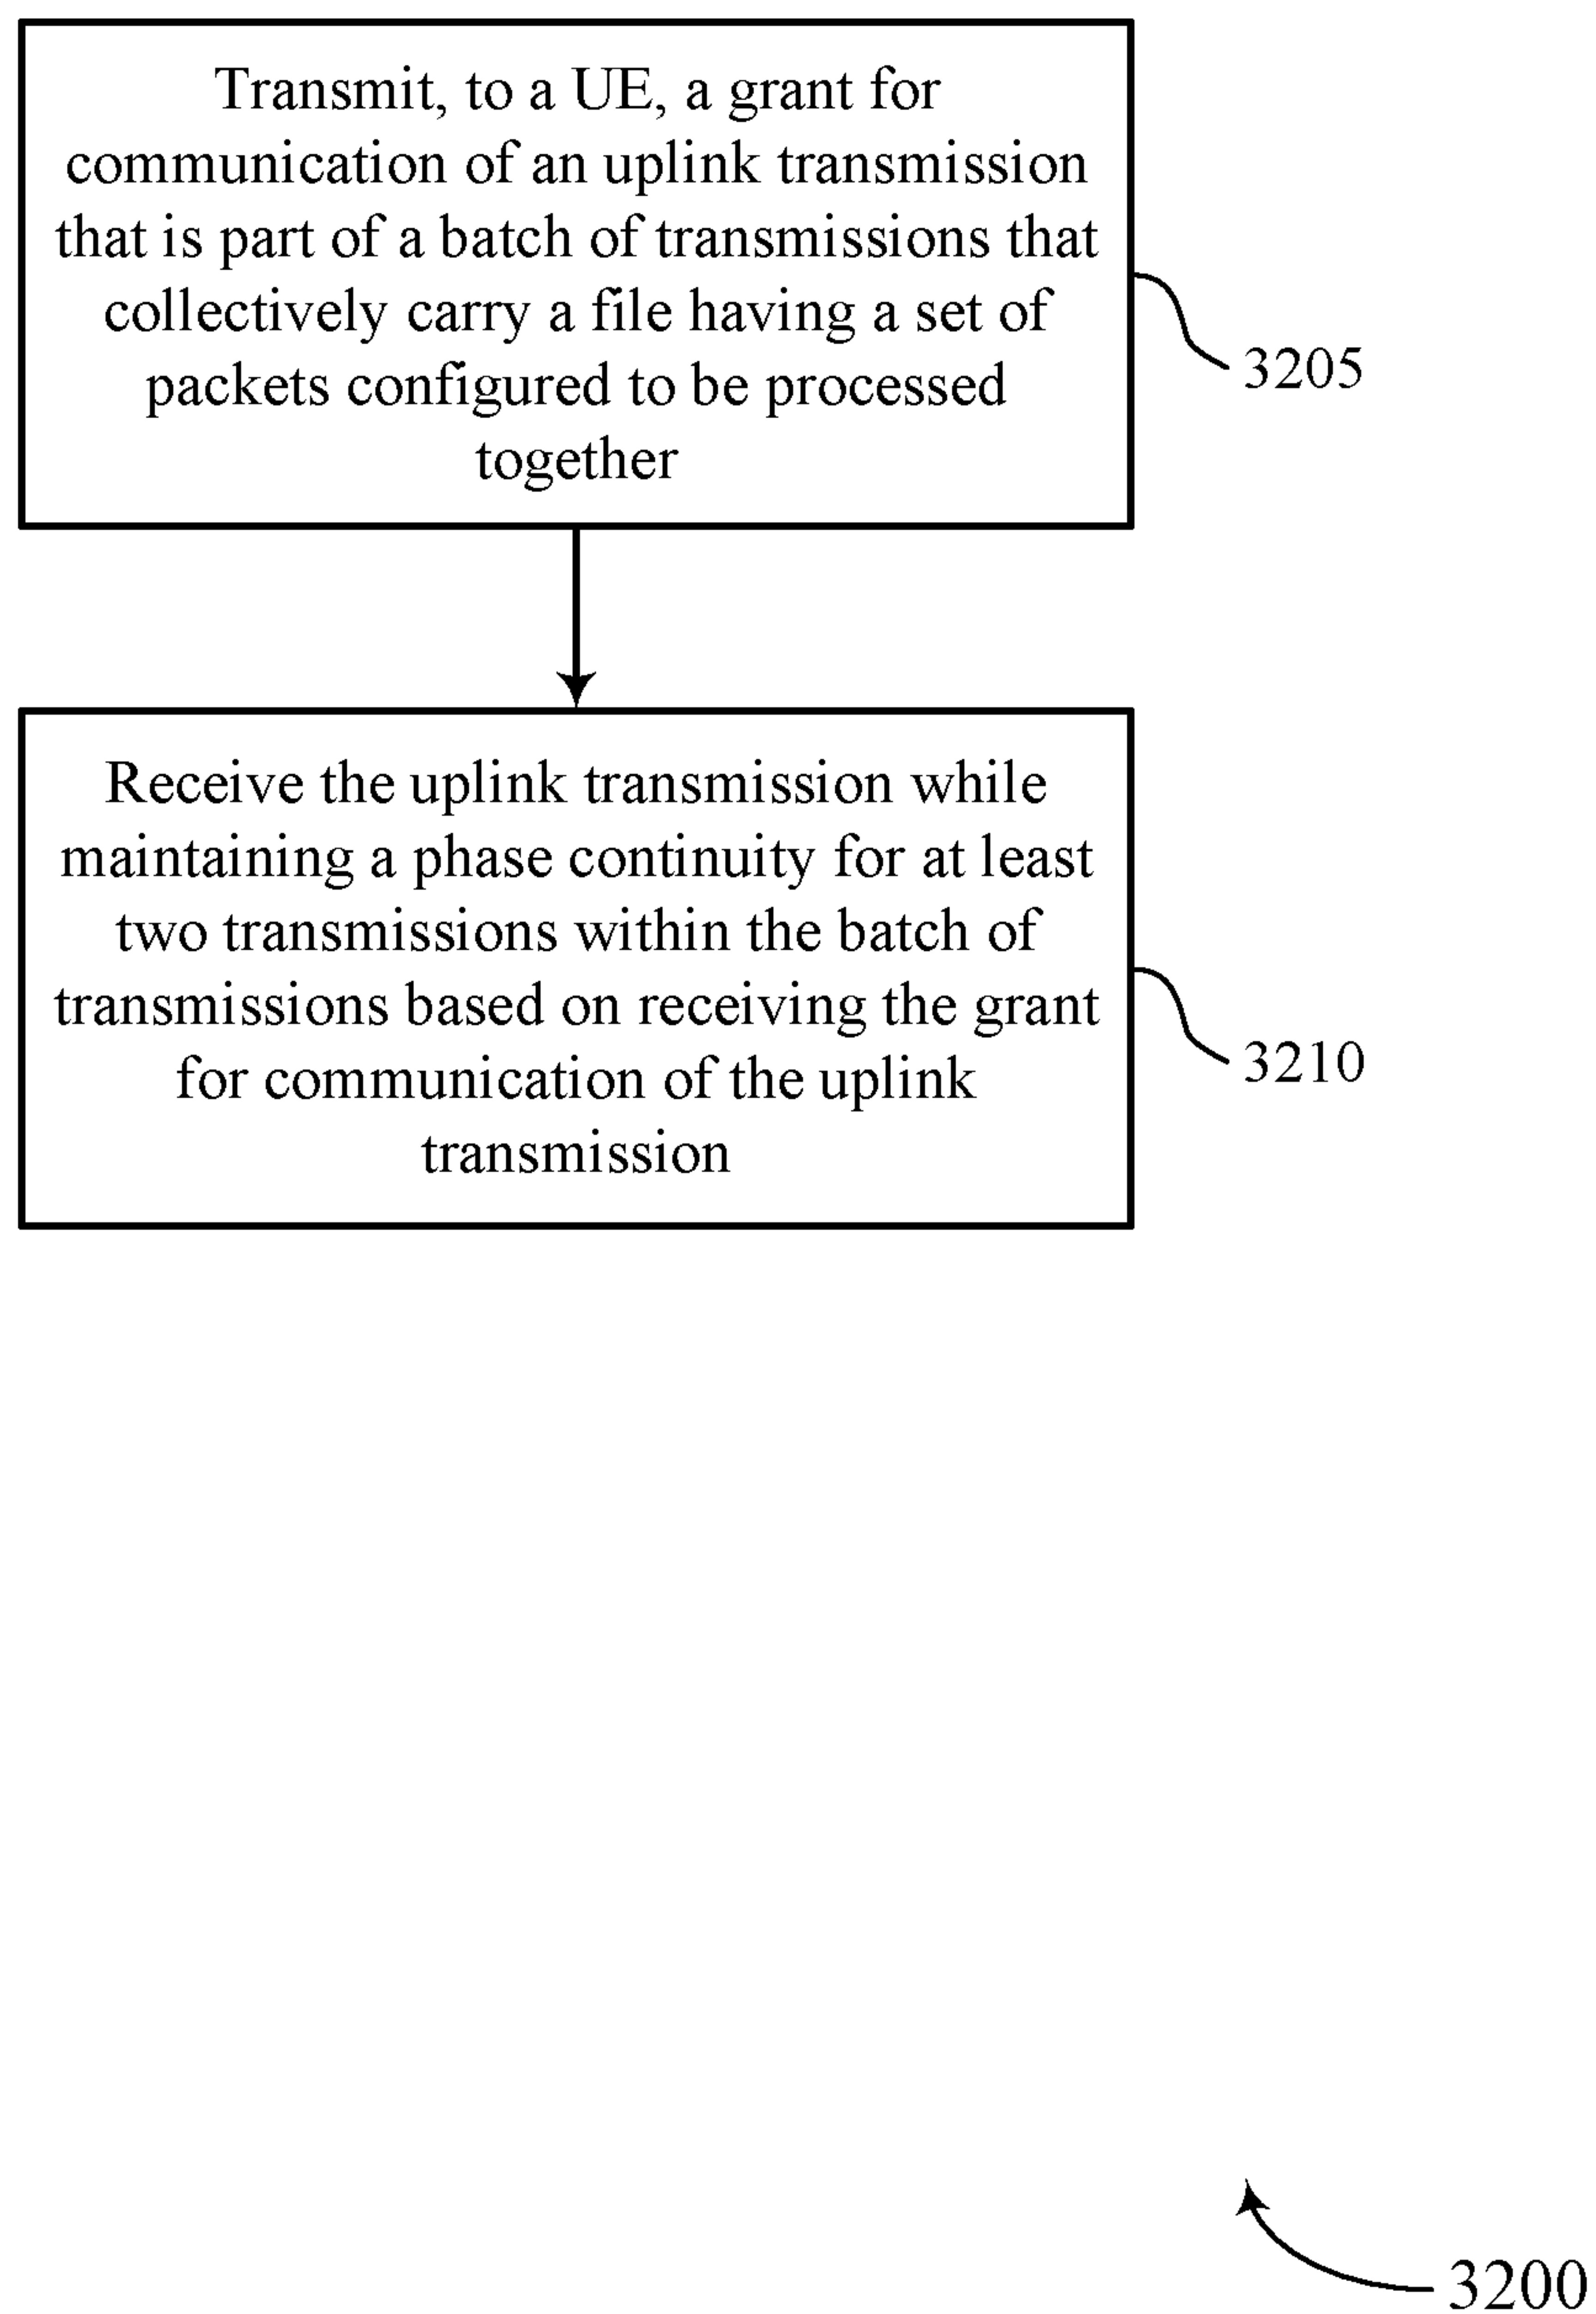 Transmit, to a UE, a grant for
communication of an uplink transmission
that is part of a batch of transmissions that
collectively carry a file having a set of
packets configured to be processed
together
3205
Receive the uplink transmission while
maintaining a phase continuity for at least
two transmissions within the batch of
transmissions based on receiving the grant
for communication of the uplink
transmission
3210
3200